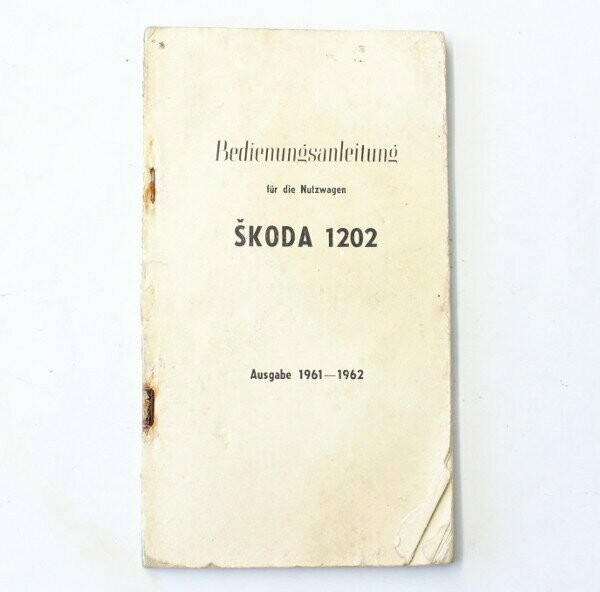 Bedienungsanleitung
für die Nutzwagen
ŠKODA 1202
Ausgabe 1961—1962